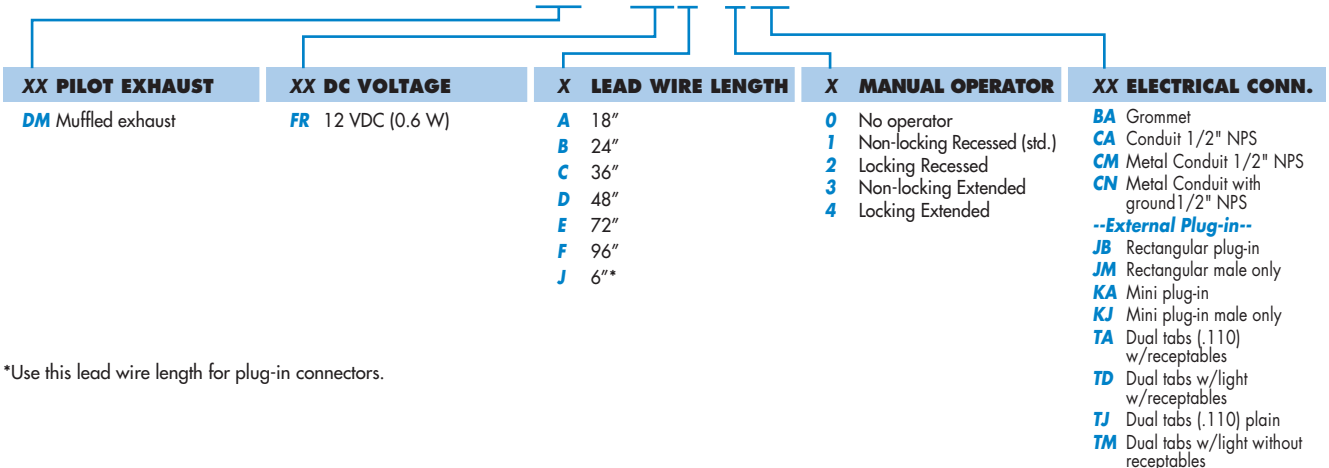 XX PILOT EXHAUST
DM Muffled exhaust
XX DC VOLTAGE
FR 12 VDC (0.6 W)
X LEAD WIRE LENGTH
A 18"
B 24"
C 36"
D 48"
E 72"
F 96"
J 6"*
X MANUAL OPERATOR
0 No operator
1 Non-locking Recessed (std.)
2 Locking Recessed
3 Non-locking Extended
4 Locking Extended
XX ELECTRICAL CONN.
BA Grommet
CA Conduit 1/2" NPS
CM Metal Conduit 1/2" NPS
CN Metal Conduit with
ground1/2" NPS
--External Plug-in--
JB Rectangular plug-in
JM Rectangular male only
KA Mini plug-in
KJ Mini plug-in male only
TA Dual tabs (.110)
w/receptables
TD Dual tabs w/light
w/receptables
TJ Dual tabs (.110) plain
TM Dual tabs w/light without
receptables
*Use this lead wire length for plug-in connectors.